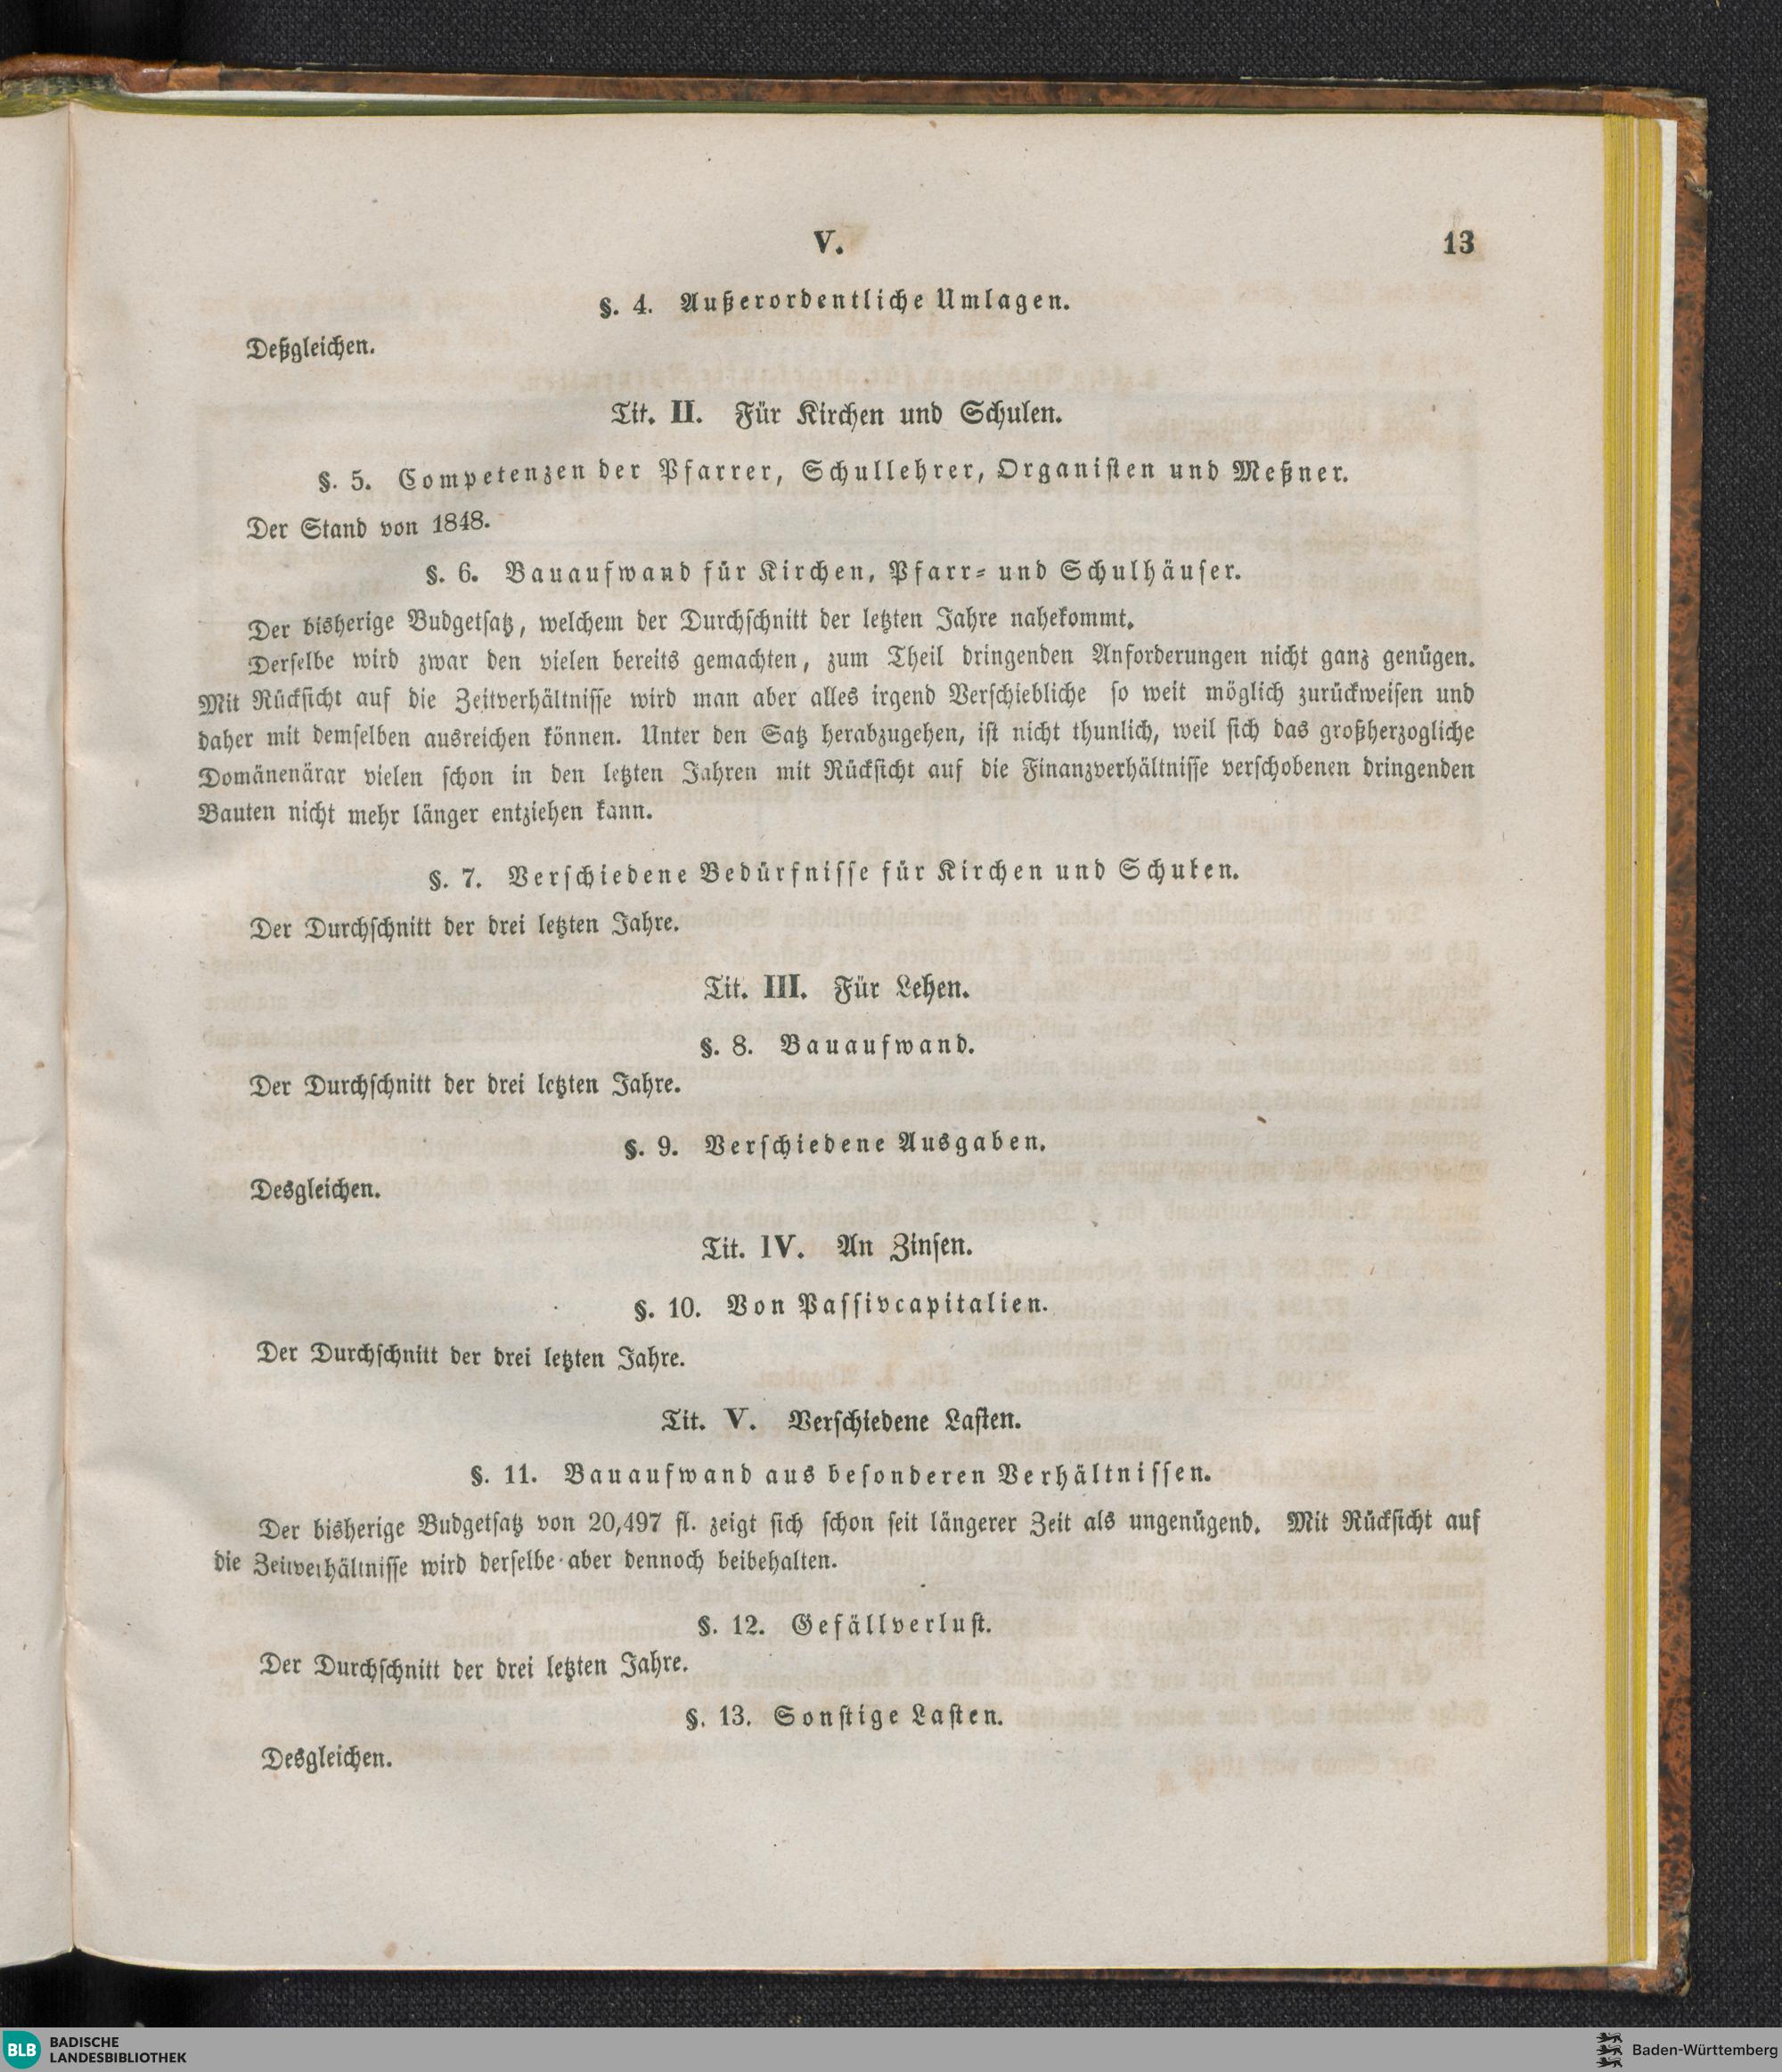 V.
13
§. 4. Außerordentliche Umlagen.
Deßgleichen.
Tit. II. Für Kirchen und Schulen.
§. 5. Competenzen der Pfarrer, Schullehrer, Organisten und Meßner.
Der Stand von 1848.
§. 6. Bauaufwand für Kirchen, Pfarr- und Schulhäuser.
Der bisherige Budgetsatz, welchem der Durchschnitt der letzten Jahre nahekommt.
Derselbe wird zwar den vielen bereits gemachten, zum Theil dringenden Anforderungen nicht ganz genügen.
Mit Rücksicht auf die Zeitverhältnisse wird man aber alles irgend Verschiebliche so weit möglich zurückweisen und
daher mit demselben ausreichen können. Unter den Satz herabzugehen, ist nicht thunlich, weil sich das großherzogliche
Domänenärar vielen schon in den letzten Jahren mit Rücksicht auf die Finanzverhältnisse verschobenen dringenden
Bauten nicht mehr länger entziehen kann.
§. 7. Verschiedene Bedürfnisse für Kirchen und Schuken.
Der Durchschnitt der drei letzten Jahre.
Tit. III. Für Lehen.
§. 8. Bauaufwand.
Der Durchschnitt der drei letzten Jahre.
§. 9. Verschiedene Ausgaben.
Desgleichen.
Tit. IV. An Zinsen.
§. 10. Von Passivcapitalien.
Der Durchschnitt der drei letzten Jahre.
Tit. V. Verschiedene Lasten.
§. 11. Bauaufwand aus besonderen Verhältnissen.
Der bisherige Budgetsatz von 20,497 fl. zeigt sich schon seit längerer Zeit als ungenügend. Mit Rücksicht auf
die Zeitverhältnisse wird derselbe aber dennoch beibehalten.
§. 12. Gefällverlust.
Der Durchschnitt der drei letzten Jahre.
§. 13. Sonstige Lasten.
Desgleichen.
BLB
BADISCHE
LANDESBIBLIOTHEK
Baden-Württemberg